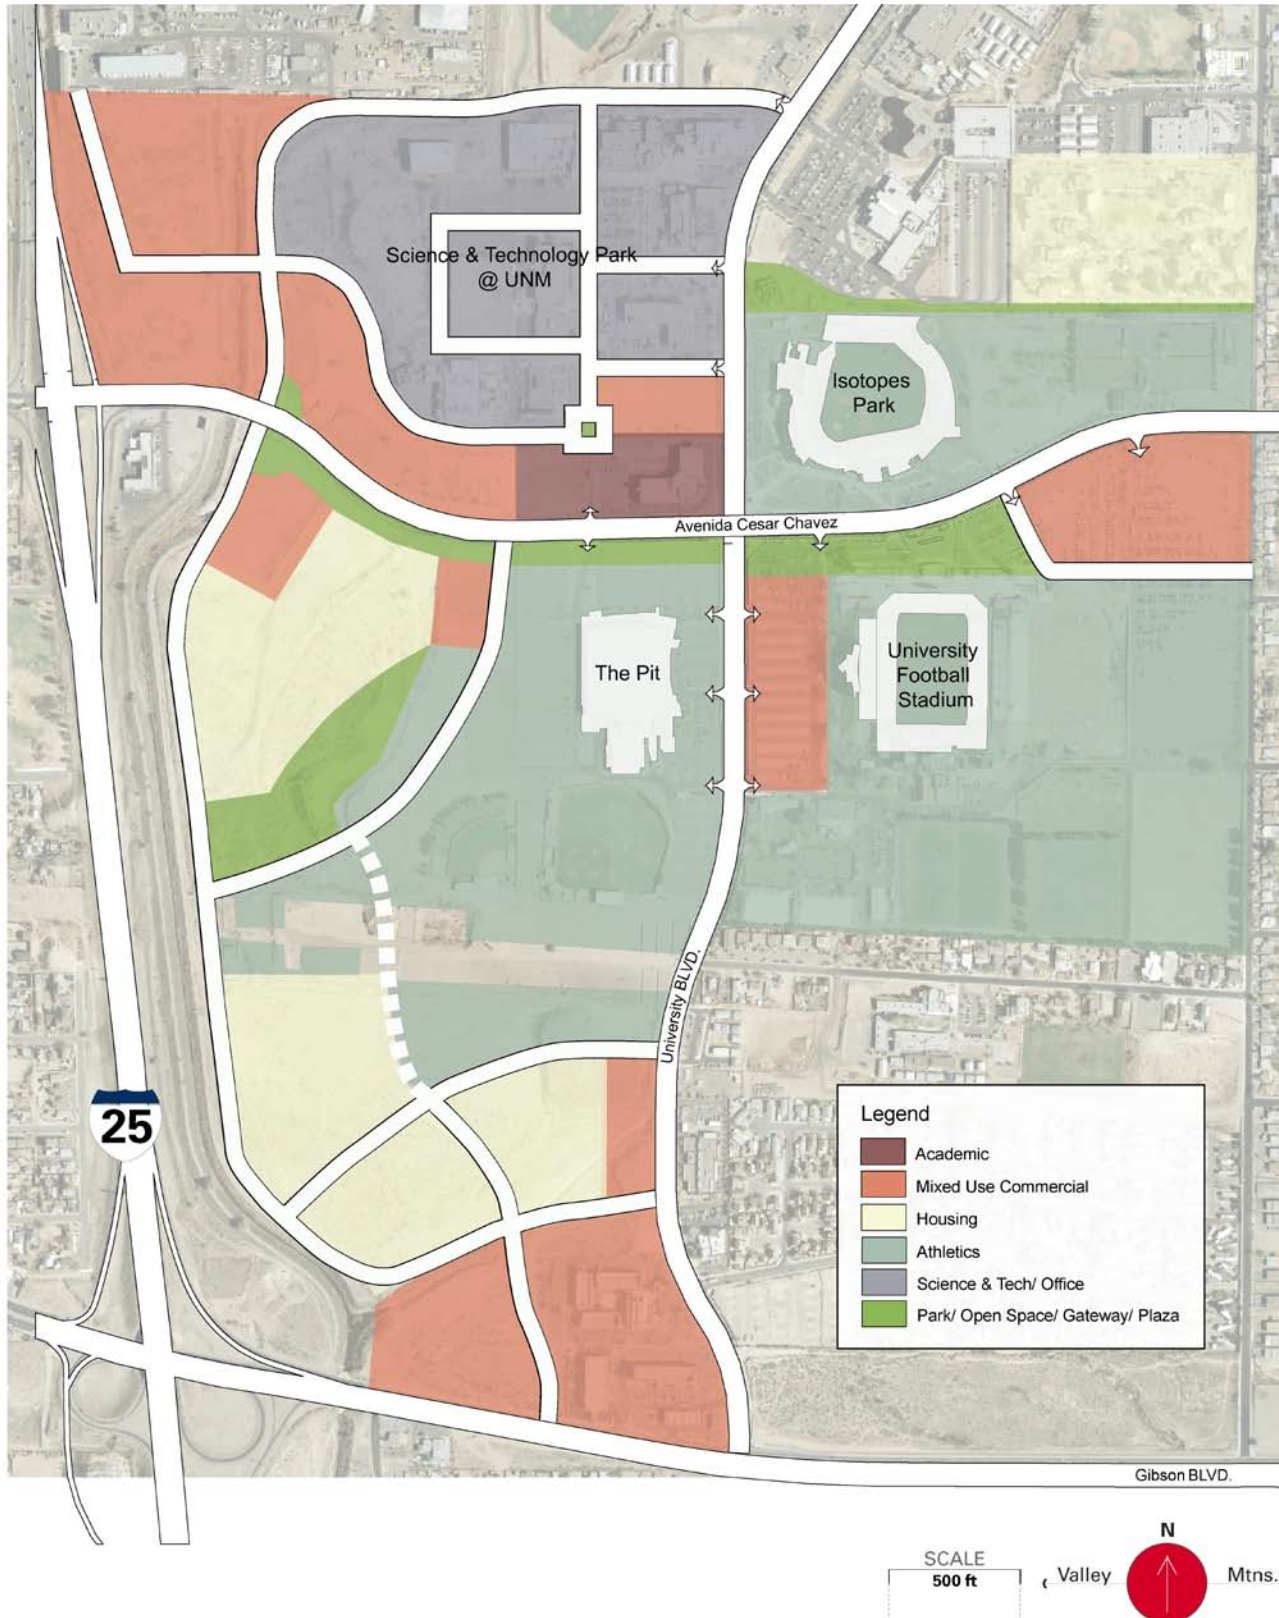 Science & Technology Park
@ UNM
Isotopes
Park
Avenida Cesar Chavez
The Pit
University
Football
Stadium
University BLVD.
25
Legend
Academic
Mixed Use Commercial
Housing
Athletics
Science & Tech/ Office
Park/ Open Space/ Gateway/ Plaza
Gibson BLVD.
N
SCALE
500 ft
Valley
Mtns.